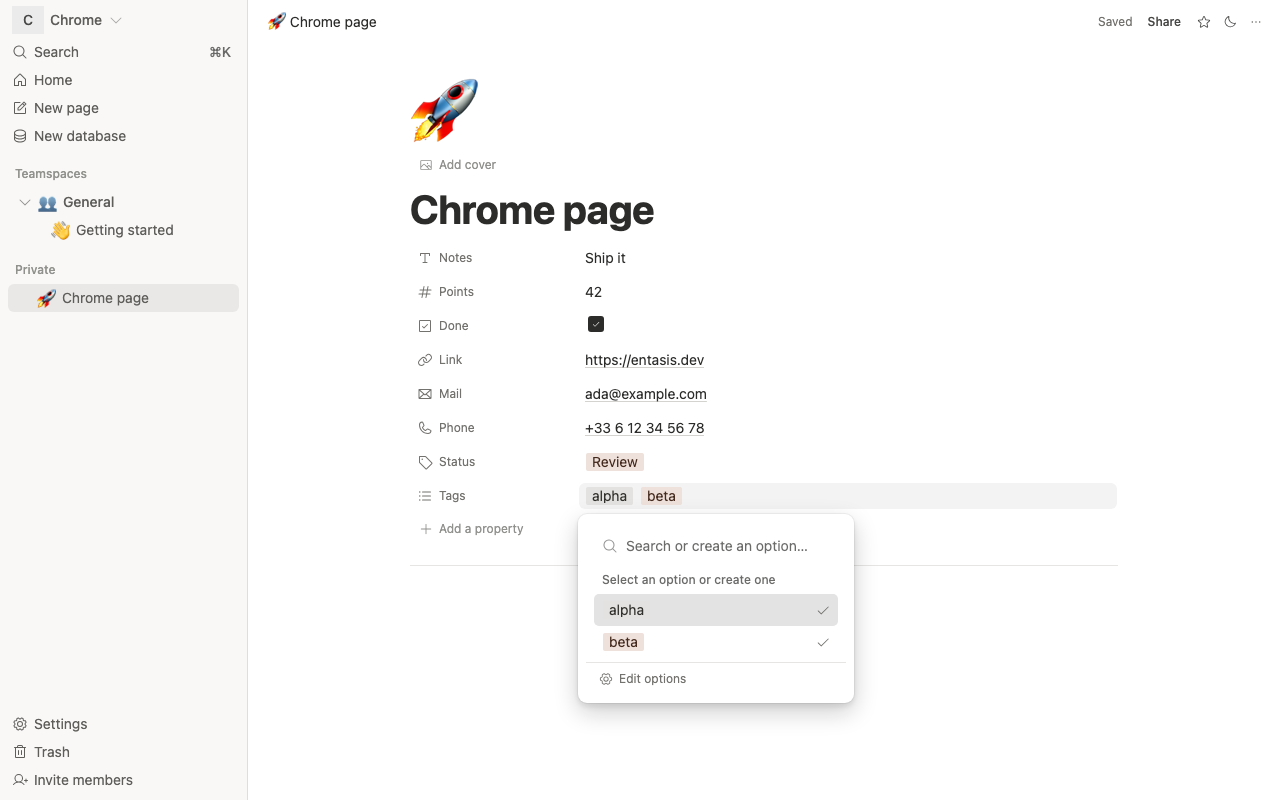 C Chrome
Search ⌘K
Home
New page
New database
Teamspaces
General
Getting started
Private
Chrome page
Settings
Trash
Invite members
Chrome page
Saved Share
Add cover
Chrome page
Notes Ship it
Points 42
Done
Link https://entasis.dev
Mail ada@example.com
Phone +33 6 12 34 56 78
Status Review
Tags alpha beta
Add a property
Search or create an option...
Select an option or create one
alpha
beta
Edit options